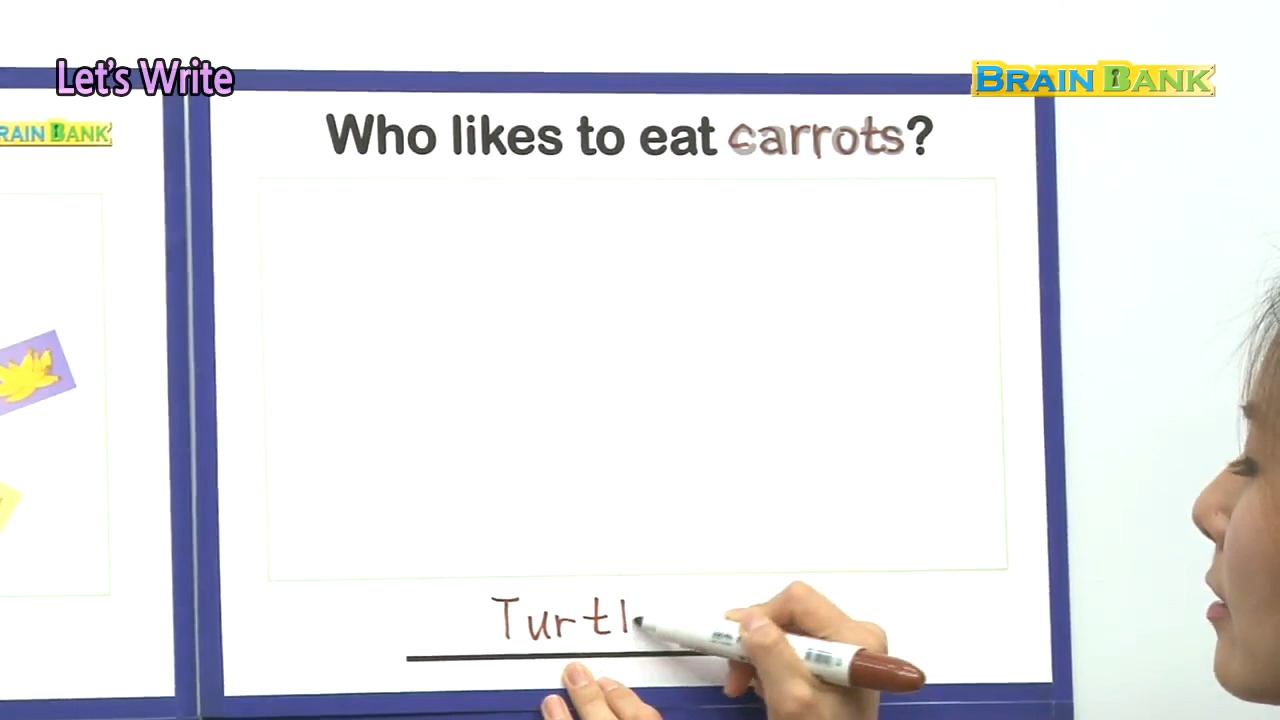 Let's Write
BRAIN BANK
RAIN BANK
Who likes to eat carrots?
Turtl